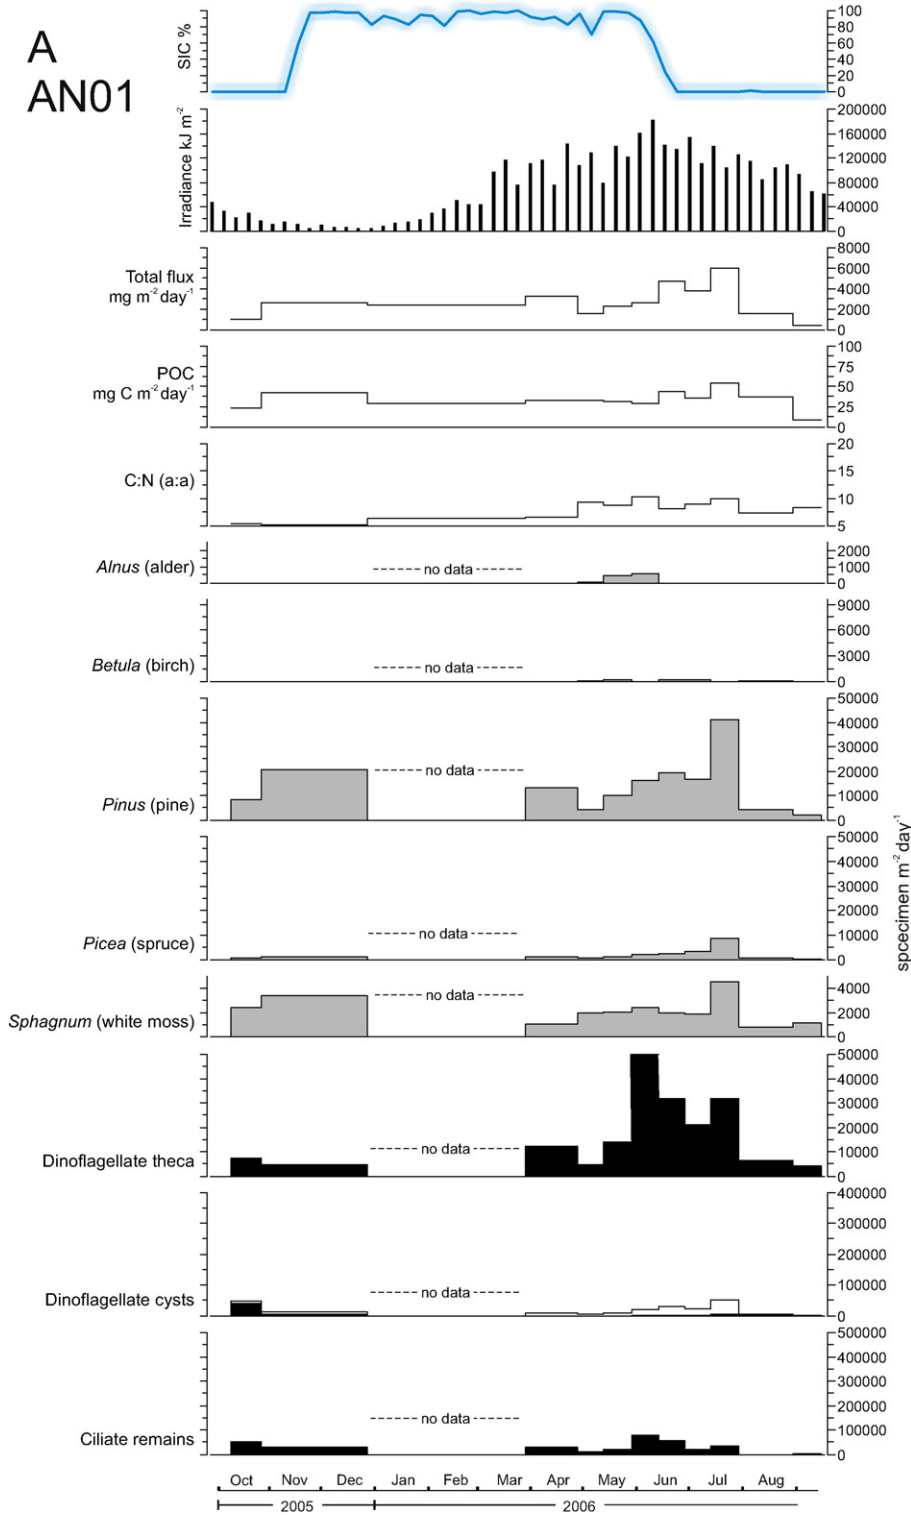 A
AN01
SIC %
100
80
60
40
20
0
Irradiance kJ m⁻²
200000
160000
120000
80000
40000
0
Total flux
mg m⁻² day⁻¹
8000
6000
4000
2000
0
POC
mg C m⁻² day⁻¹
100
75
50
25
0
C:N (a:a)
20
15
10
5
Alnus (alder)
no data
2000
1000
0
Betula (birch)
no data
9000
6000
3000
0
Pinus (pine)
no data
50000
40000
30000
20000
10000
0
Picea (spruce)
no data
50000
40000
30000
20000
10000
0
spcecimen m⁻² day⁻¹
Sphagnum (white moss)
no data
4000
2000
0
Dinoflagellate theca
no data
50000
40000
30000
20000
10000
0
Dinoflagellate cysts
no data
400000
300000
200000
100000
0
Ciliate remains
no data
500000
400000
300000
200000
100000
0
Oct Nov Dec Jan Feb Mar Apr May Jun Jul Aug
2005 2006